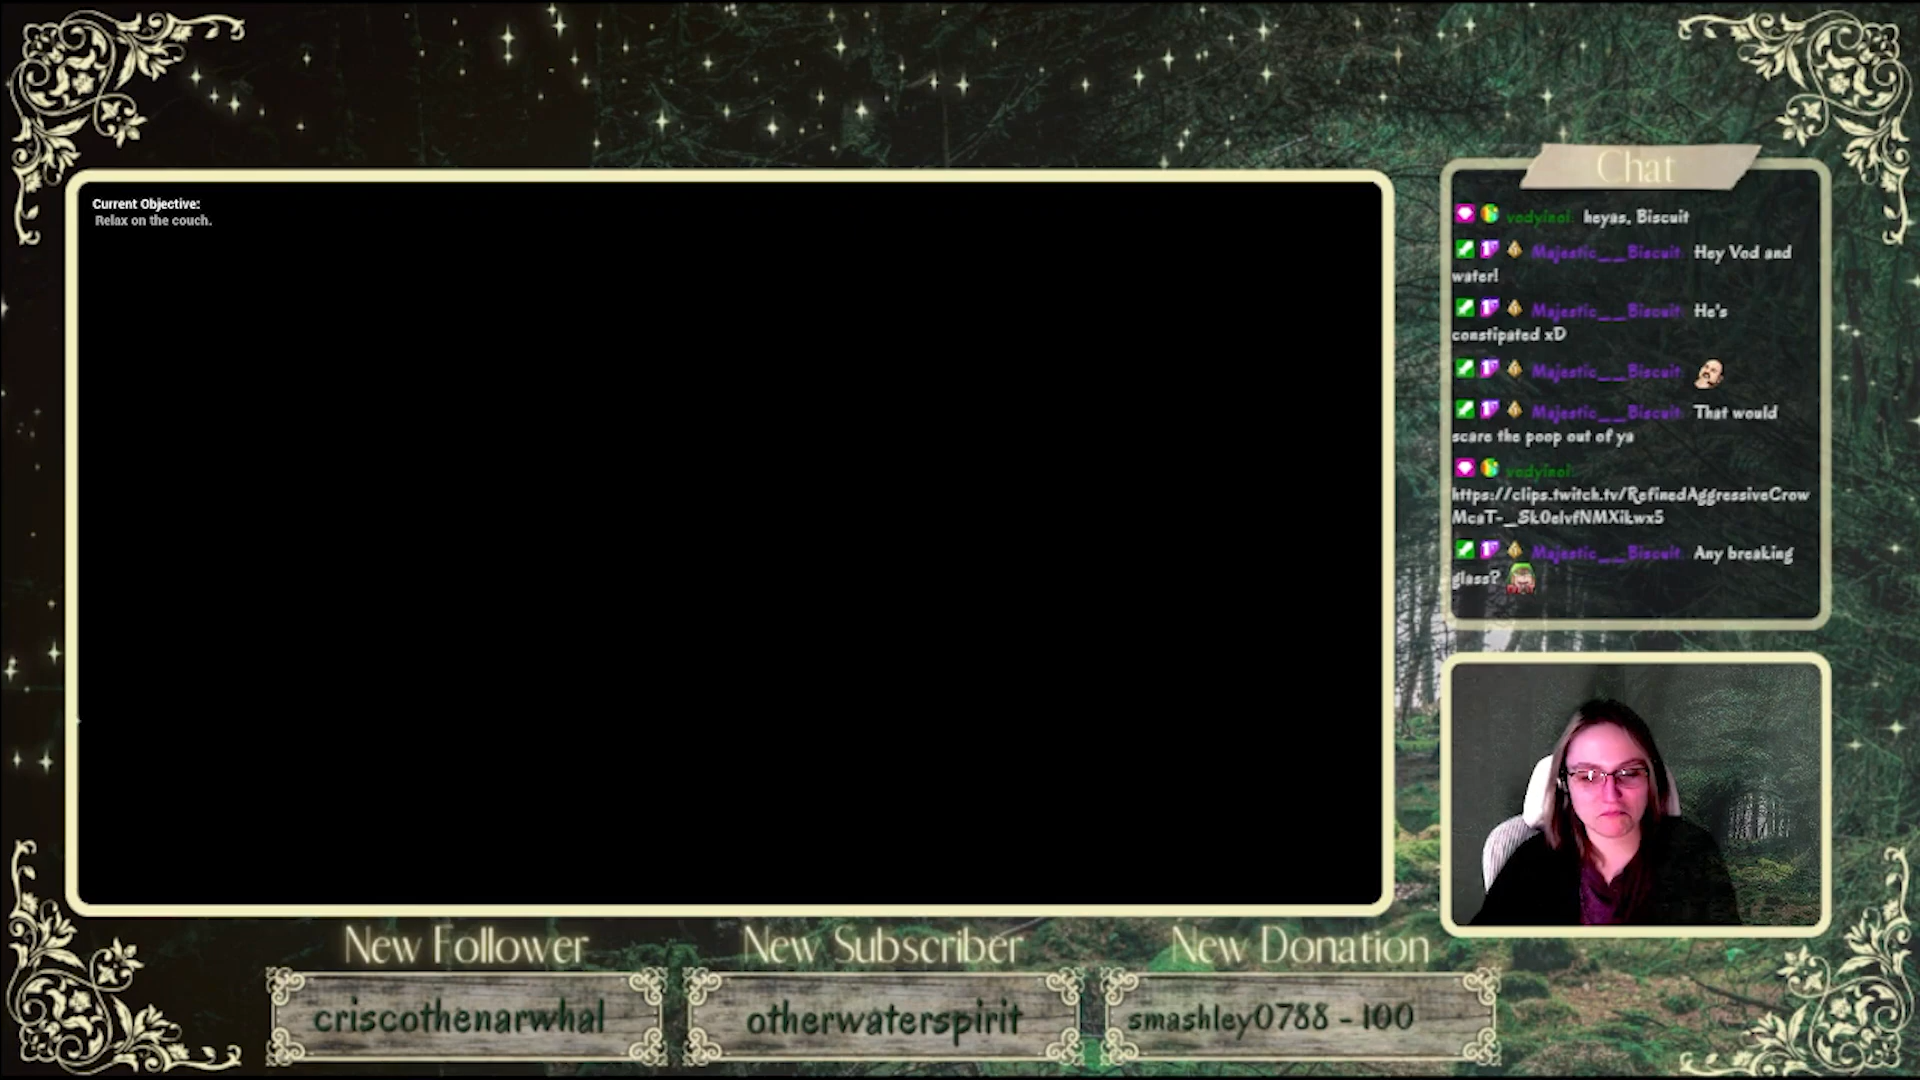 Current Objective:
Relax on the couch.
Chat
vodyinol: heyas, Biscuit
Majestic__Biscuit: Hey Vod and
water!
Majestic__Biscuit: He's
constipated xD
Majestic__Biscuit:
Majestic__Biscuit: That would
scare the poop out of ya
vodyinol:
https://clips.twitch.tv/RefinedAggressiveCrow
McaT-_Sk0elvfNMXikwx5
Majestic__Biscuit: Any breaking
glass?
New Follower
criscothenarwhal
New Subscriber
otherwaterspirit
New Donation
smashley0788 - 100